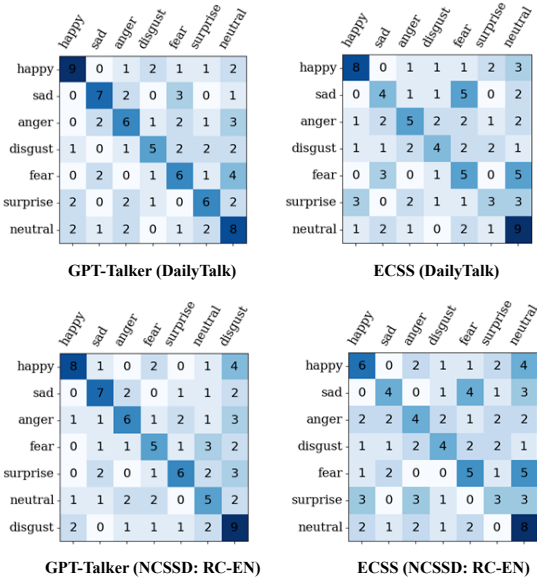 happy sad anger disgust fear surprise neutral
happy 9 0 1 2 1 1 2
sad 0 7 2 0 3 0 1
anger 0 2 6 1 2 1 3
disgust 1 0 1 5 2 2 2
fear 0 2 0 1 6 1 4
surprise 2 0 2 1 0 6 2
neutral 2 2 1 0 1 2 8
GPT-Talker (DailyTalk)
happy sad anger disgust fear surprise neutral
happy 8 0 1 1 1 2 3
sad 0 4 1 1 5 0 2
anger 1 2 5 2 2 1 2
disgust 1 1 2 4 2 2 1
fear 0 3 0 1 5 0 5
surprise 3 0 2 1 1 3 3
neutral 1 2 1 0 2 1 9
ECSS (DailyTalk)
happy sad anger fear surprise neutral disgust
happy 8 1 0 2 0 1 4
sad 0 7 2 0 1 1 2
anger 1 1 6 1 2 1 3
fear 0 1 1 5 1 3 2
surprise 0 2 0 1 6 2 3
neutral 1 1 2 2 0 5 2
disgust 2 0 1 1 1 2 9
GPT-Talker (NCSSD: RC-EN)
happy sad anger disgust fear surprise neutral
happy 6 0 2 1 1 2 4
sad 0 4 0 1 4 1 3
anger 2 2 4 2 1 2 2
disgust 1 1 2 4 2 2 1
fear 1 2 0 0 5 1 5
surprise 3 0 3 1 0 3 3
neutral 2 1 2 1 2 0 8
ECSS (NCSSD: RC-EN)